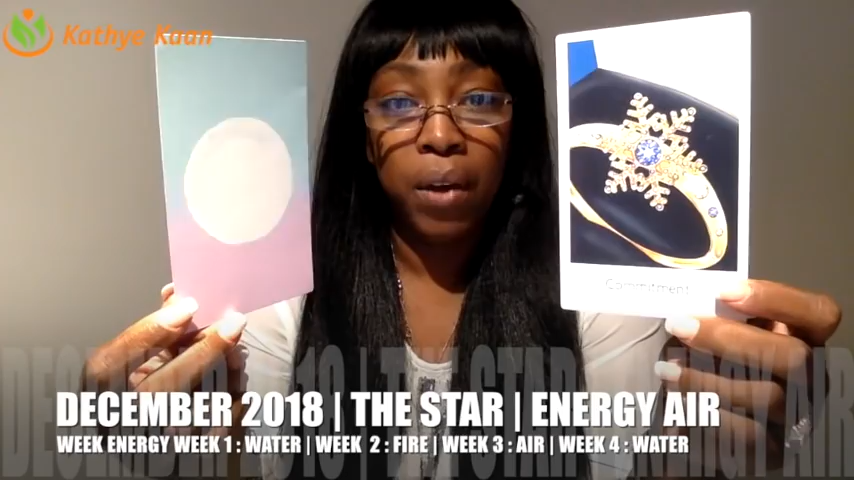 Kathye Kaan
Commitment
DECEMBER 2018 | THE STAR | ENERGY AIR
WEEK ENERGY WEEK 1 : WATER | WEEK 2 : FIRE | WEEK 3 : AIR | WEEK 4 : WATER